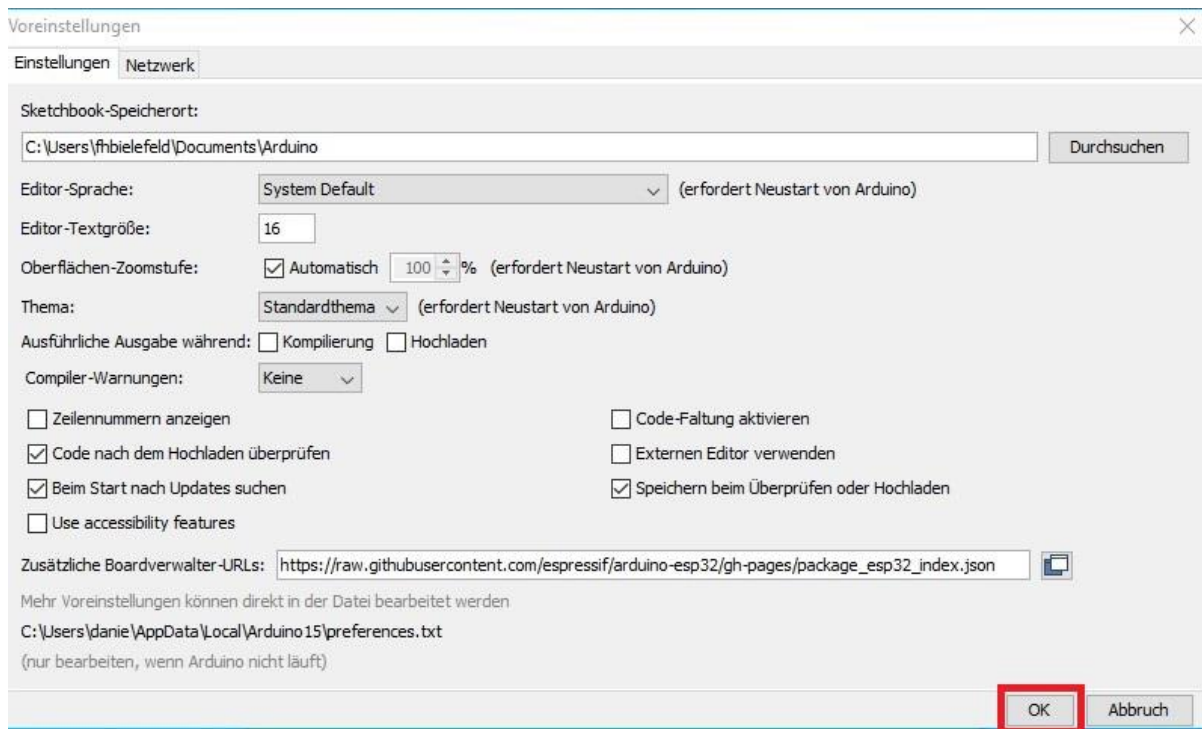 Voreinstellungen
Einstellungen Netzwerk
Sketchbook-Speicherort:
C:\Users\fhbielefeld\Documents\Arduino Durchsuchen
Editor-Sprache: System Default (erfordert Neustart von Arduino)
Editor-Textgröße: 16
Oberflächen-Zoomstufe: Automatisch 100 % (erfordert Neustart von Arduino)
Thema: Standardthema (erfordert Neustart von Arduino)
Ausführliche Ausgabe während: Kompilierung Hochladen
Compiler-Warnungen: Keine
Zeilennummern anzeigen Code-Faltung aktivieren
Code nach dem Hochladen überprüfen Externen Editor verwenden
Beim Start nach Updates suchen Speichern beim Überprüfen oder Hochladen
Use accessibility features
Zusätzliche Boardverwalter-URLs: https://raw.githubusercontent.com/espressif/arduino-esp32/gh-pages/package_esp32_index.json
Mehr Voreinstellungen können direkt in der Datei bearbeitet werden
C:\Users\danie\AppData\Local\Arduino15\preferences.txt
(nur bearbeiten, wenn Arduino nicht läuft)
OK Abbruch